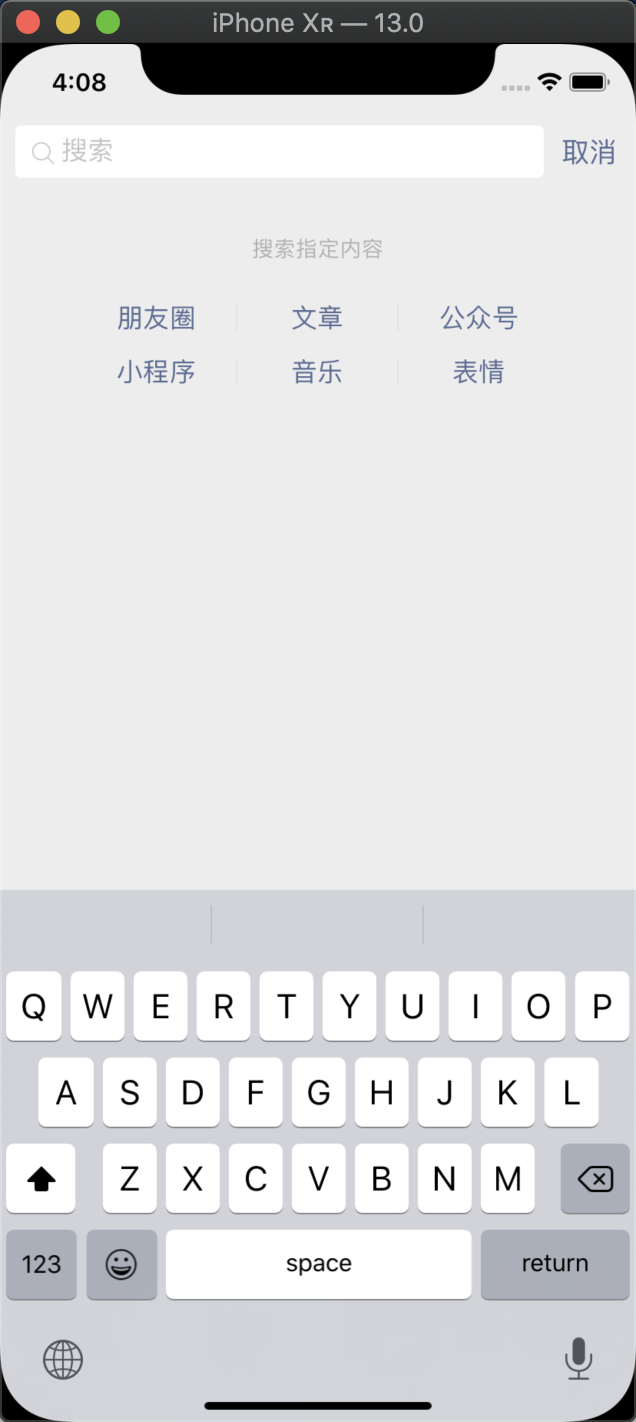 iPhone Xʀ — 13.0
4:08
搜索 取消
搜索指定内容
朋友圈 文章 公众号
小程序 音乐 表情
Q W E R T Y U I O P
A S D F G H J K L
Z X C V B N M
123 space return